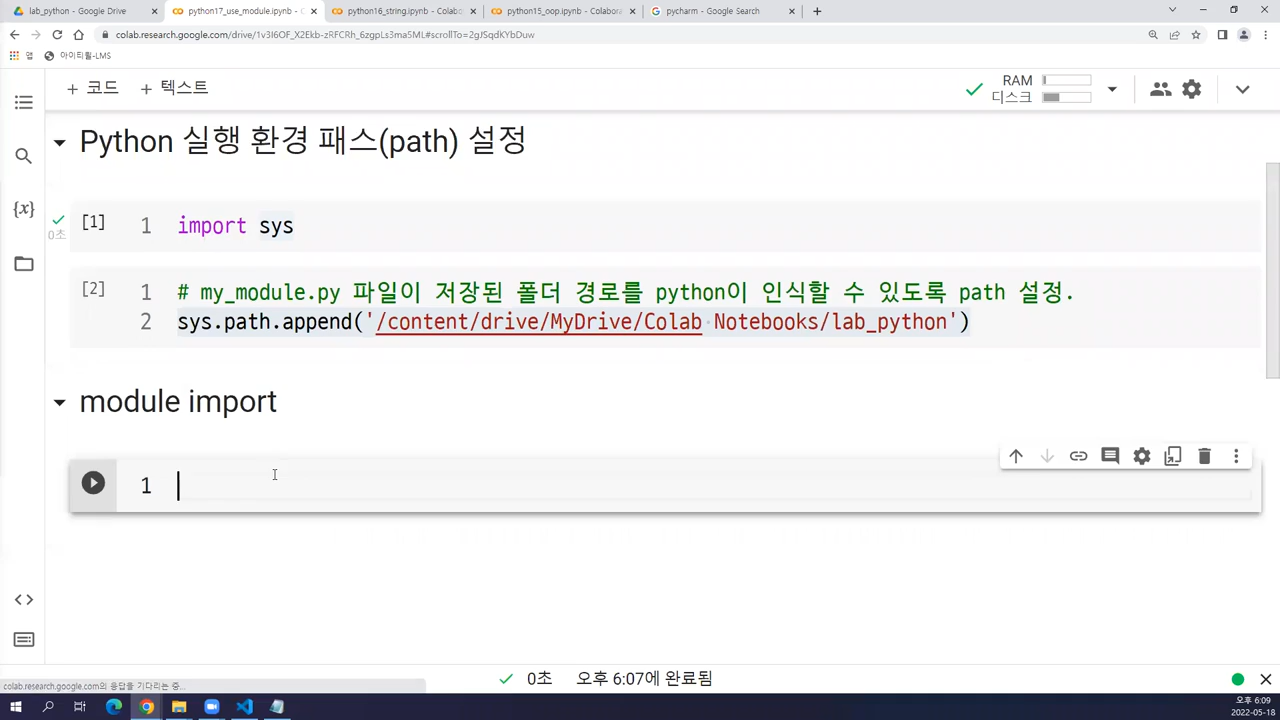 lab_python - Google Drive
python17_use_module.ipynb - C
python16_string.ipynb - Colabo
python15_oop.ipynb - Colabora
pycharm - Google Search
colab.research.google.com/drive/1v3I6OF_X2Ekb-zRFCRh_6zgpLs3ma5ML#scrollTo=2gJSqdKYbDuw
앱
아이티윌-LMS
+ 코드 + 텍스트
RAM
디스크
Python 실행 환경 패스(path) 설정
[1] 1 import sys
0초
[2] 1 # my_module.py 파일이 저장된 폴더 경로를 python이 인식할 수 있도록 path 설정.
2 sys.path.append('/content/drive/MyDrive/Colab Notebooks/lab_python')
module import
1
0초 오후 6:07에 완료됨
colab.research.google.com의 응답을 기다리는 중...
오후 6:09
2022-05-18